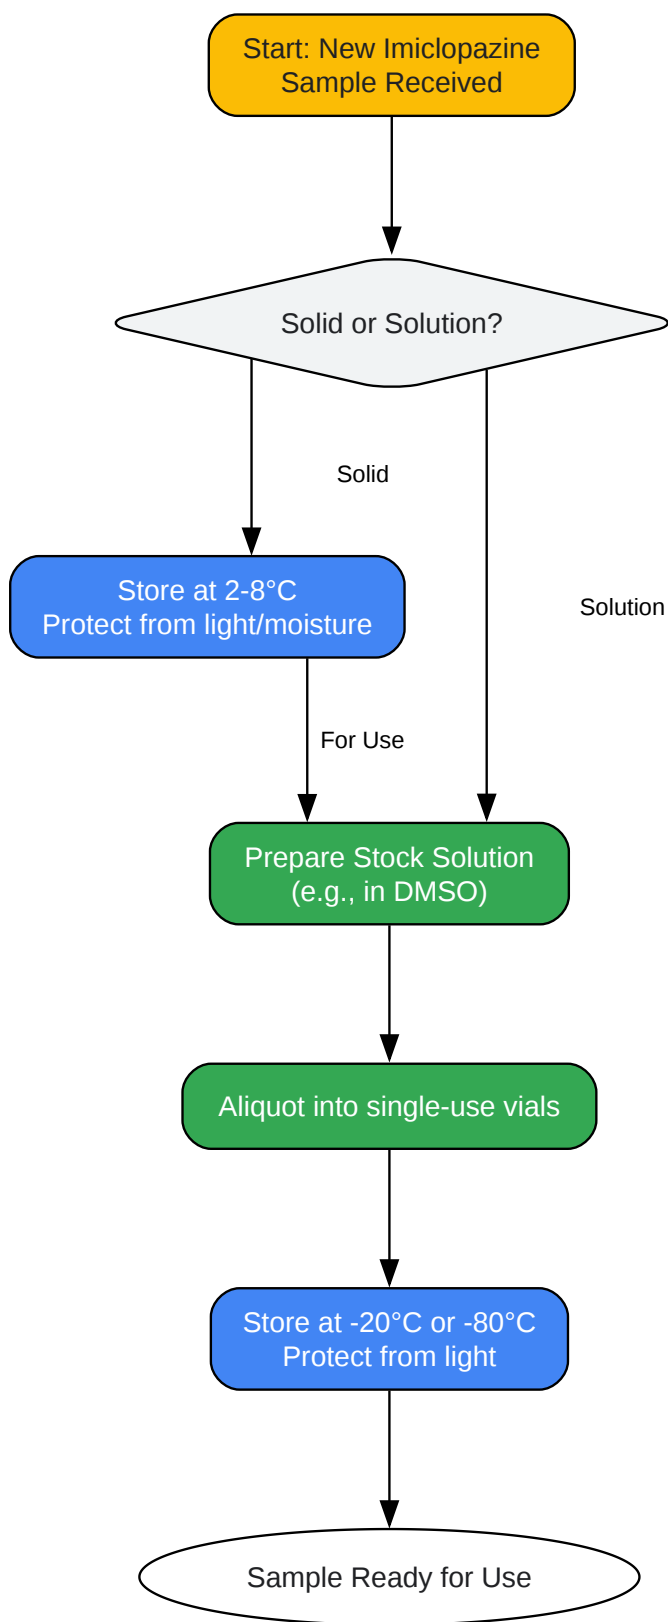 Start: New Imiclopazine
Sample Received
Solid or Solution?
Solid
Store at 2-8°C
Protect from light/moisture
Solution
For Use
Prepare Stock Solution
(e.g., in DMSO)
Aliquot into single-use vials
Store at -20°C or -80°C
Protect from light
Sample Ready for Use